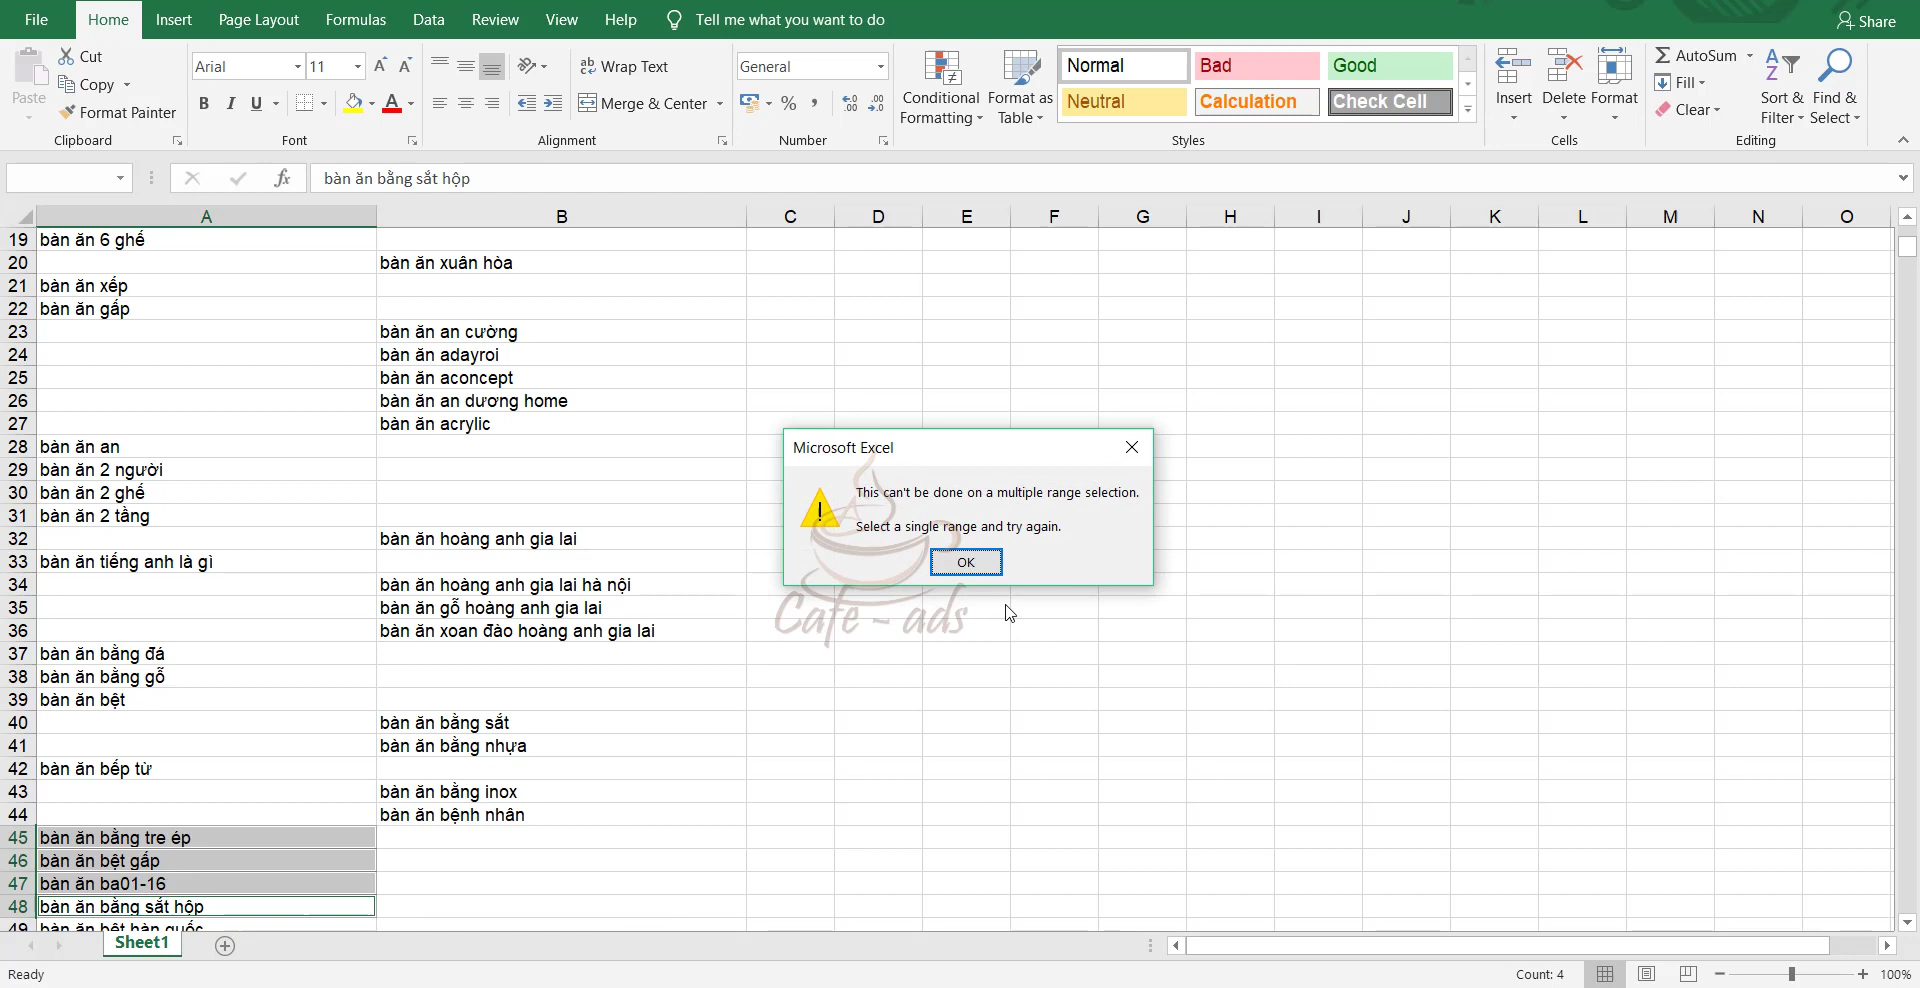 File Home Insert Page Layout Formulas Data Review View Help Tell me what you want to do Share
Paste
Cut
Copy
Format Painter
Clipboard
Arial 11
B I U
Font
Wrap Text
Merge & Center
Alignment
General
Number
Conditional Formatting
Format as Table
Normal Bad Good
Neutral Calculation Check Cell
Styles
Insert Delete Format
Cells
AutoSum
Fill
Clear
Sort & Filter
Find & Select
Editing
fx bàn ăn bằng sắt hộp
A B C D E F G H I J K L M N O
19 bàn ăn 6 ghế
20 bàn ăn xuân hòa
21 bàn ăn xếp
22 bàn ăn gấp
23 bàn ăn an cường
24 bàn ăn adayroi
25 bàn ăn aconcept
26 bàn ăn an dương home
27 bàn ăn acrylic
28 bàn ăn an
29 bàn ăn 2 người
30 bàn ăn 2 ghế
31 bàn ăn 2 tầng
32 bàn ăn hoàng anh gia lai
33 bàn ăn tiếng anh là gì
34 bàn ăn hoàng anh gia lai hà nội
35 bàn ăn gỗ hoàng anh gia lai
36 bàn ăn xoan đào hoàng anh gia lai
37 bàn ăn bằng đá
38 bàn ăn bằng gỗ
39 bàn ăn bệt
40 bàn ăn bằng sắt
41 bàn ăn bằng nhựa
42 bàn ăn bếp từ
43 bàn ăn bằng inox
44 bàn ăn bệnh nhân
45 bàn ăn bằng tre ép
46 bàn ăn bệt gấp
47 bàn ăn ba01-16
48 bàn ăn bằng sắt hộp
49 bàn ăn bệt hàn quốc
Microsoft Excel
This can't be done on a multiple range selection.
Select a single range and try again.
OK
Cafe - ads
Sheet1
Ready Count: 4 100%